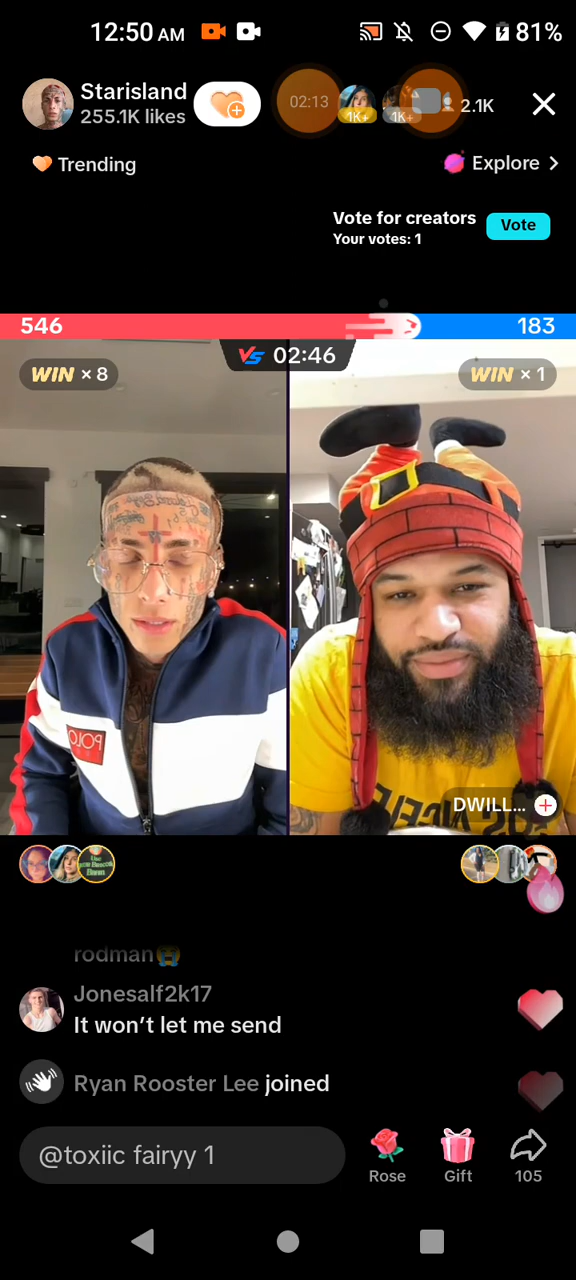 12:50 AM
81%
Starisland
255.1K likes
02:13
1K+
1K+
2.1K
Trending
Explore
Vote for creators
Your votes: 1
Vote
546
183
VS 02:46
WIN × 8
WIN × 1
POLO
DWILL...
rodman😭
Jonesalf2k17
It won’t let me send
Ryan Rooster Lee joined
@toxiic fairyy 1
Rose
Gift
105